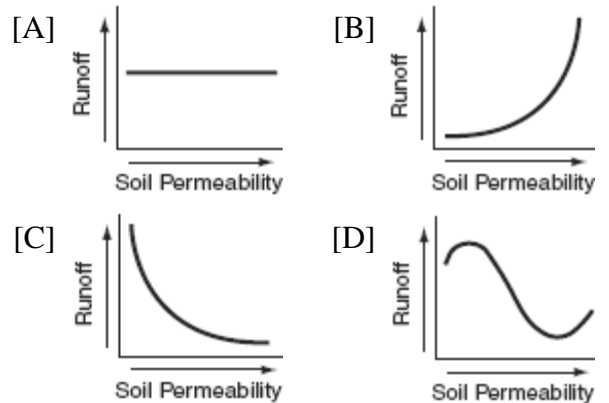 [A]
Runoff
Soil Permeability
[B]
Runoff
Soil Permeability
[C]
Runoff
Soil Permeability
[D]
Runoff
Soil Permeability